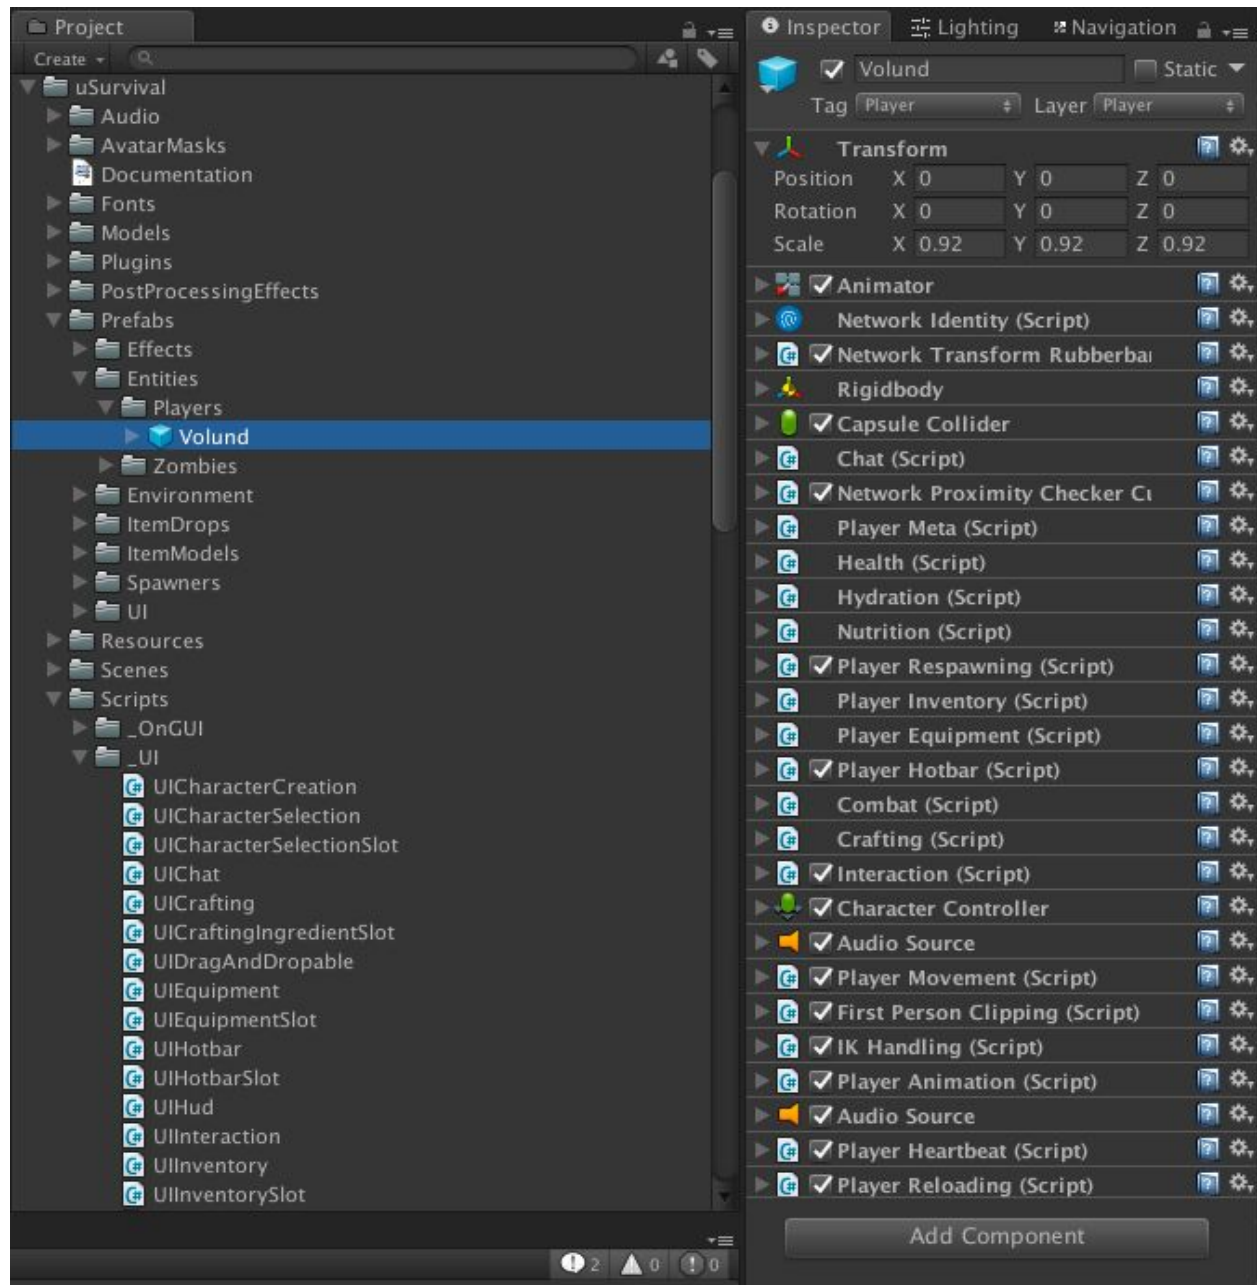 Project
Create
uSurvival
Audio
AvatarMasks
Documentation
Fonts
Models
Plugins
PostProcessingEffects
Prefabs
Effects
Entities
Players
Volund
Zombies
Environment
ItemDrops
ItemModels
Spawners
UI
Resources
Scenes
Scripts
_OnGUI
_UI
UICharacterCreation
UICharacterSelection
UICharacterSelectionSlot
UIChat
UICrafting
UICraftingIngredientSlot
UIDragAndDropable
UIEquipment
UIEquipmentSlot
UIHotbar
UIHotbarSlot
UIHud
UIInteraction
UIInventory
UIInventorySlot
2 0 0
Inspector Lighting Navigation
Volund Static
Tag Player Layer Player
Transform
Position X 0 Y 0 Z 0
Rotation X 0 Y 0 Z 0
Scale X 0.92 Y 0.92 Z 0.92
Animator
Network Identity (Script)
Network Transform Rubberba
Rigidbody
Capsule Collider
Chat (Script)
Network Proximity Checker Cu
Player Meta (Script)
Health (Script)
Hydration (Script)
Nutrition (Script)
Player Respawning (Script)
Player Inventory (Script)
Player Equipment (Script)
Player Hotbar (Script)
Combat (Script)
Crafting (Script)
Interaction (Script)
Character Controller
Audio Source
Player Movement (Script)
First Person Clipping (Script)
IK Handling (Script)
Player Animation (Script)
Audio Source
Player Heartbeat (Script)
Player Reloading (Script)
Add Component